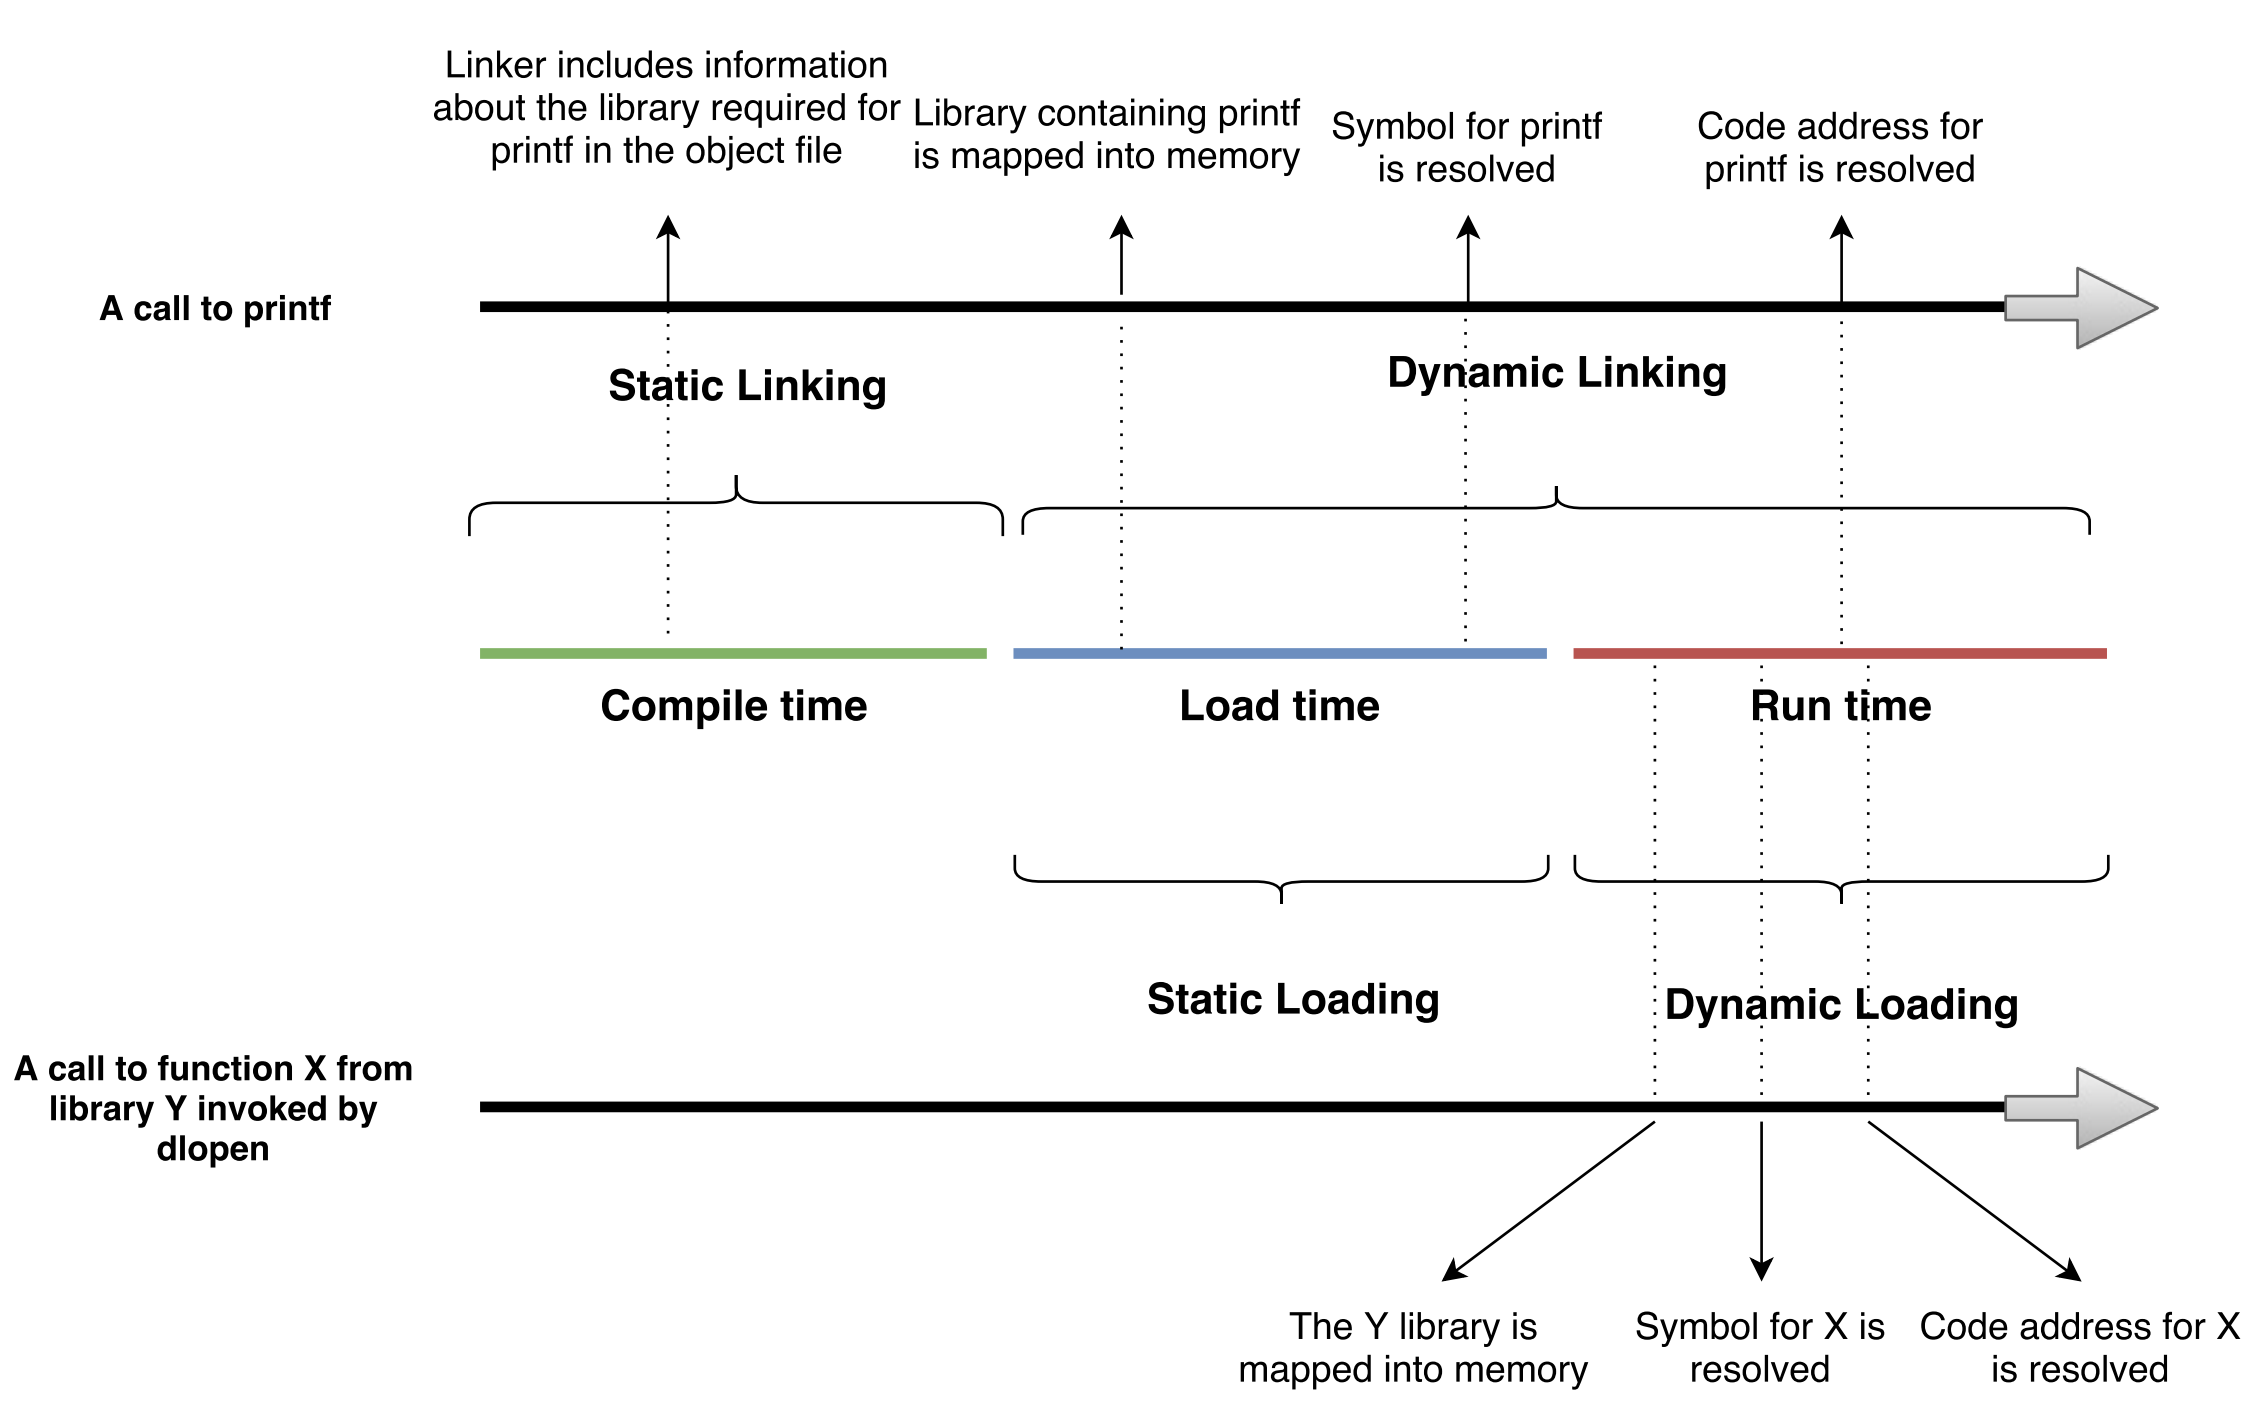 Linker includes information
about the library required for
printf in the object file
Library containing printf
is mapped into memory
Symbol for printf
is resolved
Code address for
printf is resolved
A call to printf
Static Linking
Dynamic Linking
Compile time
Load time
Run time
Static Loading
Dynamic Loading
A call to function X from
library Y invoked by
dlopen
The Y library is
mapped into memory
Symbol for X is
resolved
Code address for X
is resolved